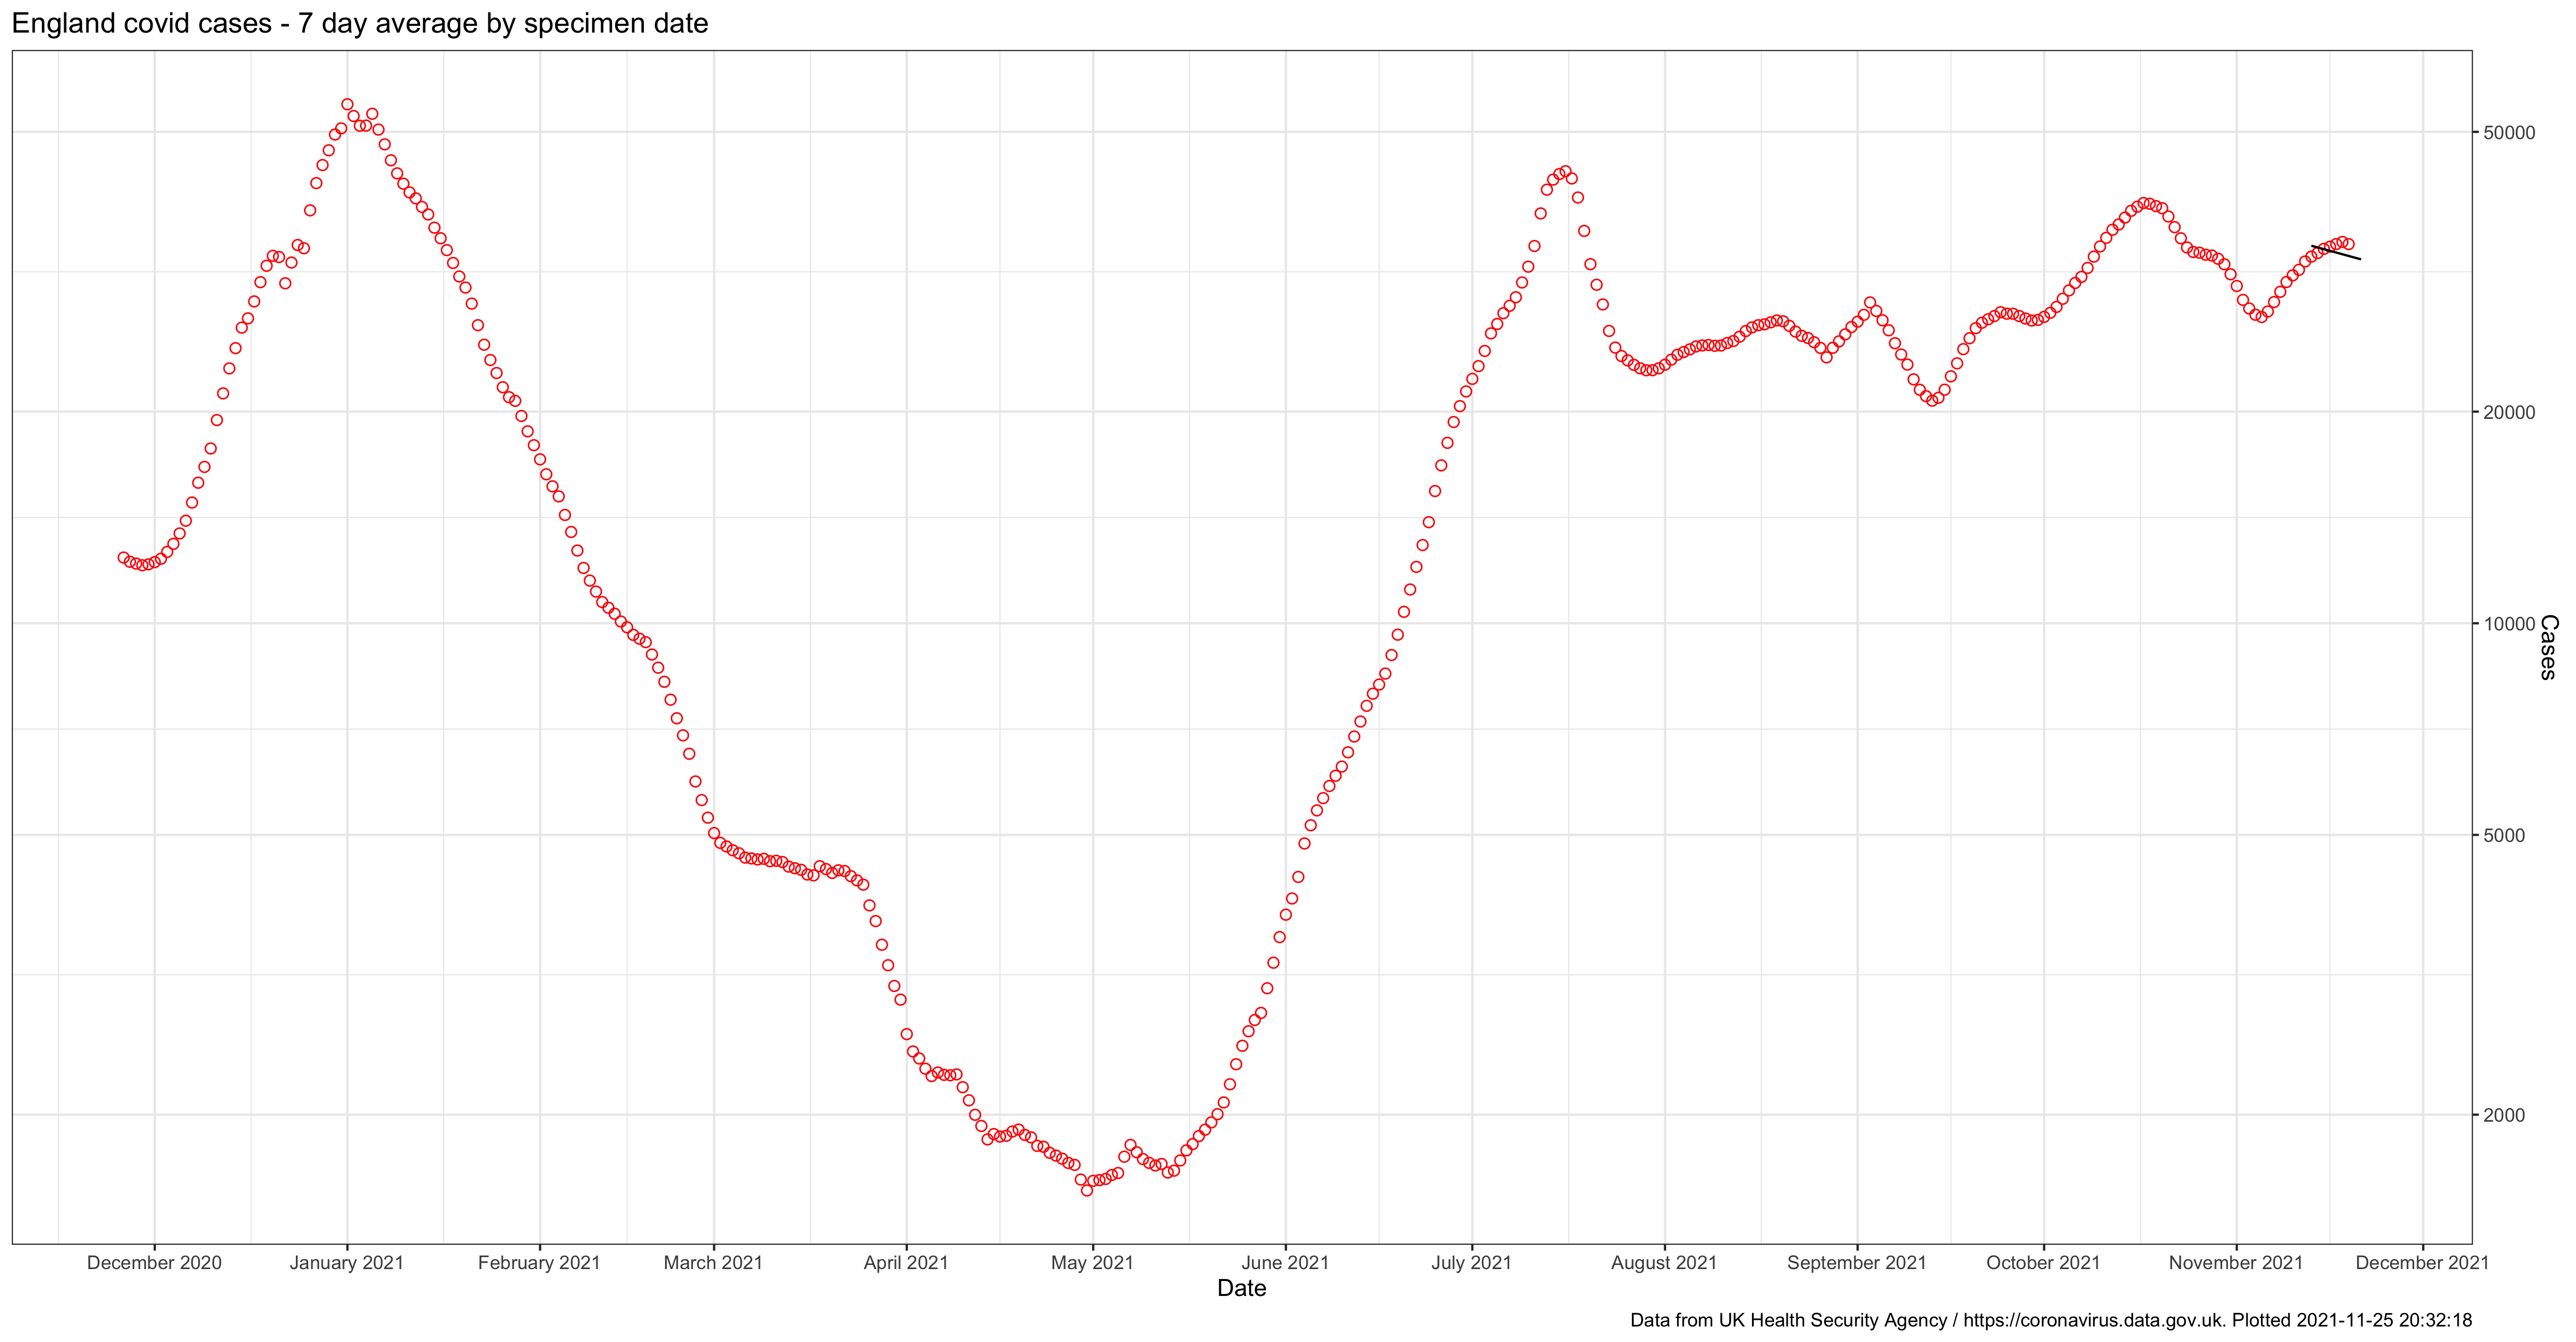 England covid cases - 7 day average by specimen date
50000
20000
10000
5000
2000
Cases
December 2020
January 2021
February 2021
March 2021
April 2021
May 2021
June 2021
July 2021
August 2021
September 2021
October 2021
November 2021
December 2021
Date
Data from UK Health Security Agency / https://coronavirus.data.gov.uk. Plotted 2021-11-25 20:32:18